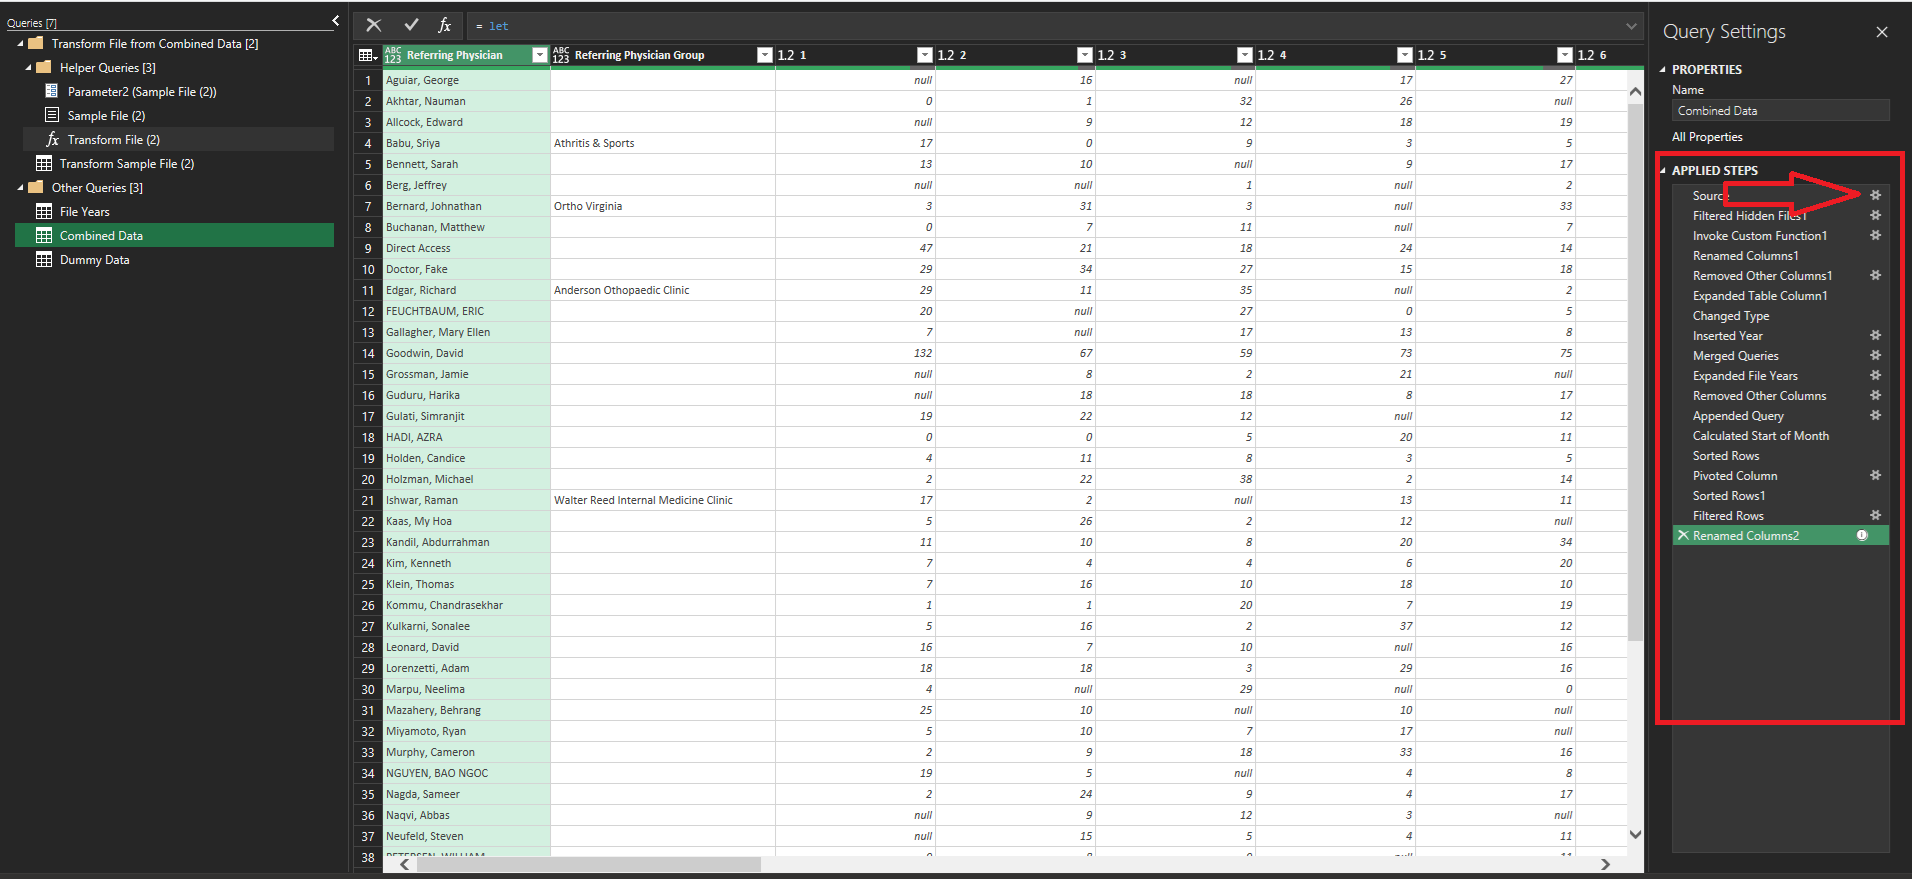 Queries [7]
Transform File from Combined Data [2]
Helper Queries [3]
Parameter2 (Sample File (2))
Sample File (2)
fx Transform File (2)
Transform Sample File (2)
Other Queries [3]
File Years
Combined Data
Dummy Data
fx = let
ABC 123 Referring Physician ABC 123 Referring Physician Group 1.2 1 1.2 2 1.2 3 1.2 4 1.2 5 1.2 6
1 Aguiar, George null 16 null 17 27
2 Akhtar, Nauman 0 1 32 26 null
3 Allcock, Edward null 9 12 18 19
4 Babu, Sriya Athritis & Sports 17 0 9 3 5
5 Bennett, Sarah 13 10 null 9 17
6 Berg, Jeffrey null null 1 null 2
7 Bernard, Johnathan Ortho Virginia 3 31 3 null 33
8 Buchanan, Matthew 0 7 11 null 7
9 Direct Access 47 21 18 24 14
10 Doctor, Fake 29 34 27 15 18
11 Edgar, Richard Anderson Othopaedic Clinic 29 11 35 null 2
12 FEUCHTBAUM, ERIC 20 null 27 0 5
13 Gallagher, Mary Ellen 7 null 17 13 8
14 Goodwin, David 132 67 59 73 75
15 Grossman, Jamie null 8 2 21 null
16 Guduru, Harika null 18 18 8 17
17 Gulati, Simranjit 19 22 12 null 12
18 HADI, AZRA 0 0 5 20 11
19 Holden, Candice 4 11 8 3 5
20 Holzman, Michael 2 22 38 2 14
21 Ishwar, Raman Walter Reed Internal Medicine Clinic 17 2 null 13 11
22 Kaas, My Hoa 5 26 2 12 null
23 Kandil, Abdurrahman 11 10 8 20 34
24 Kim, Kenneth 7 4 4 6 20
25 Klein, Thomas 7 16 10 18 10
26 Kommu, Chandrasekhar 1 1 20 7 19
27 Kulkarni, Sonalee 5 16 2 37 12
28 Leonard, David 16 7 10 null 16
29 Lorenzetti, Adam 18 18 3 29 16
30 Marpu, Neelima 4 null 29 null 0
31 Mazahery, Behrang 25 10 null 10 null
32 Miyamoto, Ryan 5 10 7 17 null
33 Murphy, Cameron 2 9 18 33 16
34 NGUYEN, BAO NGOC 19 5 null 4 8
35 Nagda, Sameer 2 24 9 4 17
36 Naqvi, Abbas null 9 12 3 null
37 Neufeld, Steven null 15 5 4 11
38
Query Settings
PROPERTIES
Name
Combined Data
All Properties
APPLIED STEPS
Source
Filtered Hidden Files1
Invoke Custom Function1
Renamed Columns1
Removed Other Columns1
Expanded Table Column1
Changed Type
Inserted Year
Merged Queries
Expanded File Years
Removed Other Columns
Appended Query
Calculated Start of Month
Sorted Rows
Pivoted Column
Sorted Rows1
Filtered Rows
Renamed Columns2